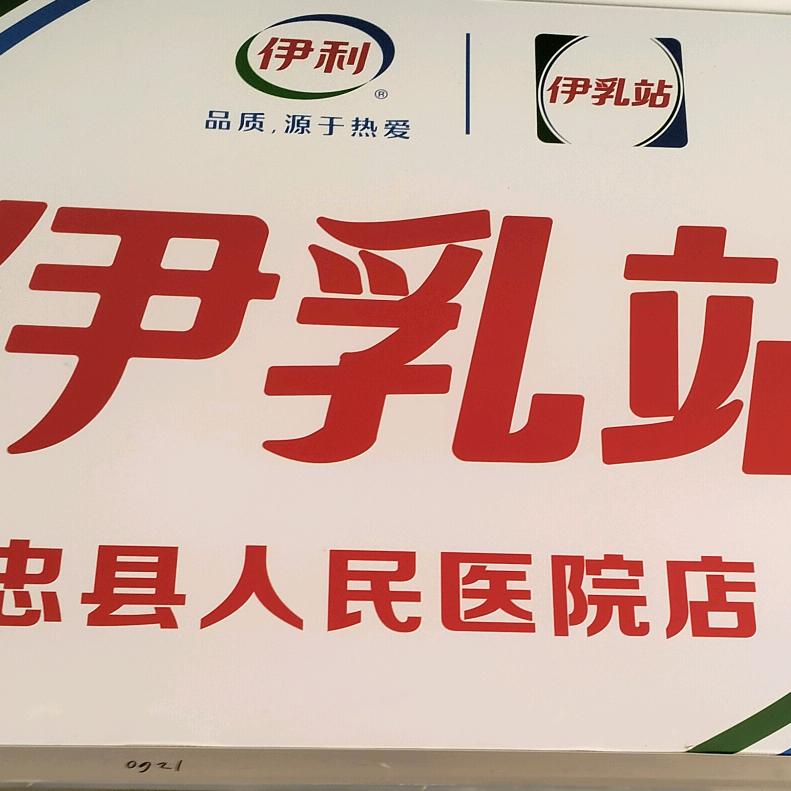 伊利®
伊乳站
品质,源于热爱
伊乳站
忠县人民医院店